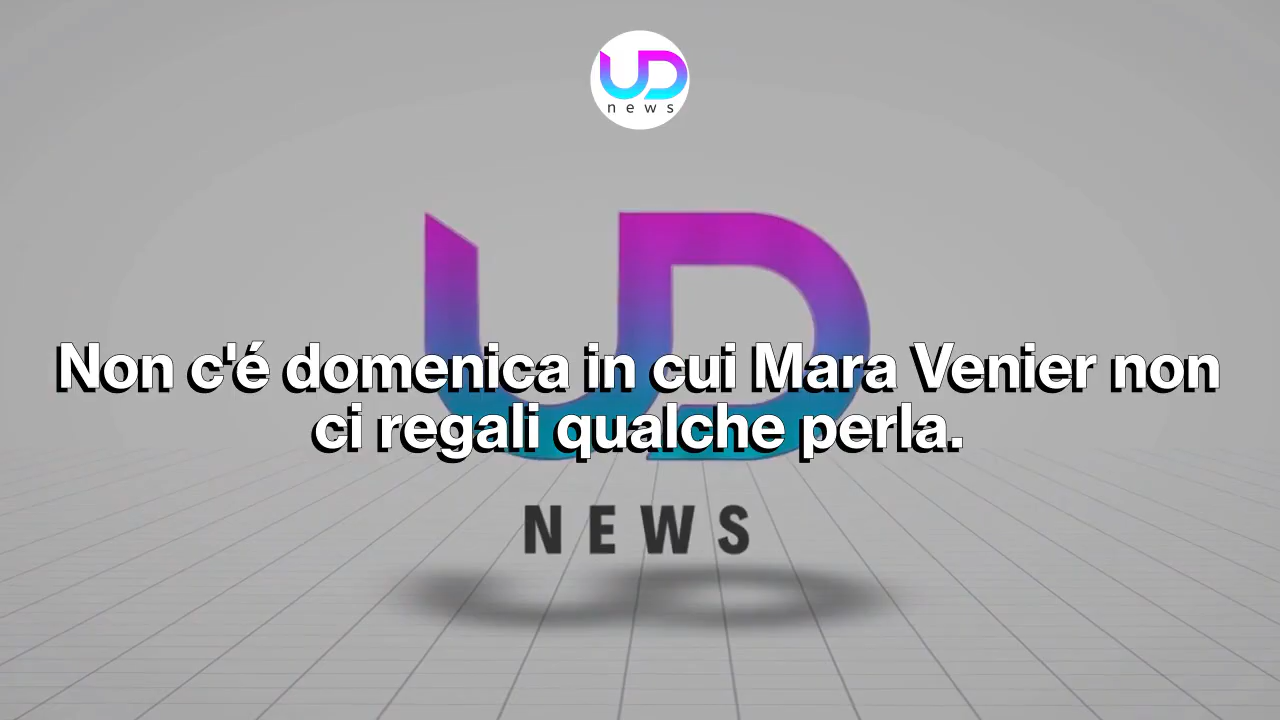 UD
news
UD
Non c'é domenica in cui Mara Venier non
ci regali qualche perla.
NEWS